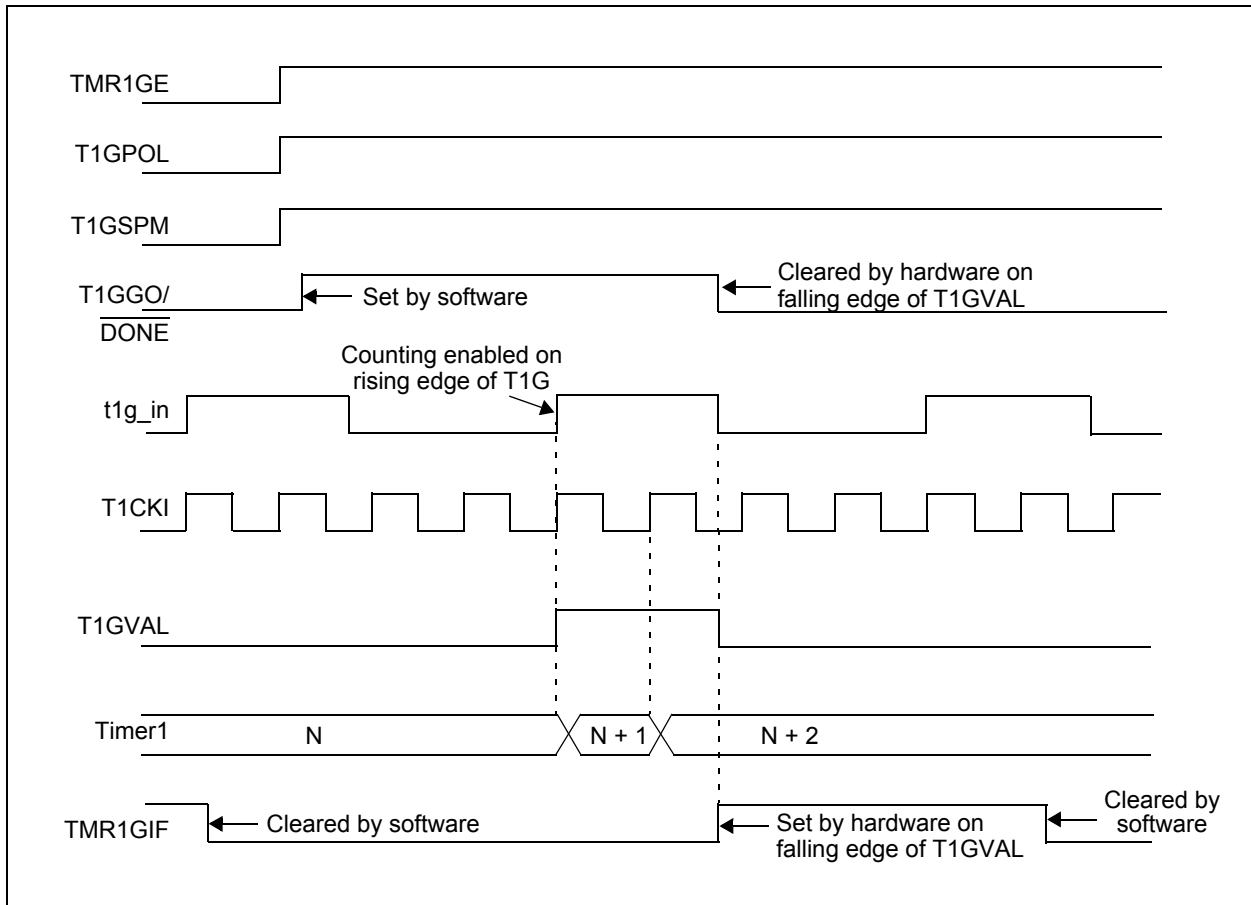 TMR1GE
T1GPOL
T1GSPM
T1GGO/
DONE
Set by software
Cleared by hardware on
falling edge of T1GVAL
Counting enabled on
rising edge of T1G
t1g_in
T1CKI
T1GVAL
Timer1
N
N + 1
N + 2
TMR1GIF
Cleared by software
Set by hardware on
falling edge of T1GVAL
Cleared by
software